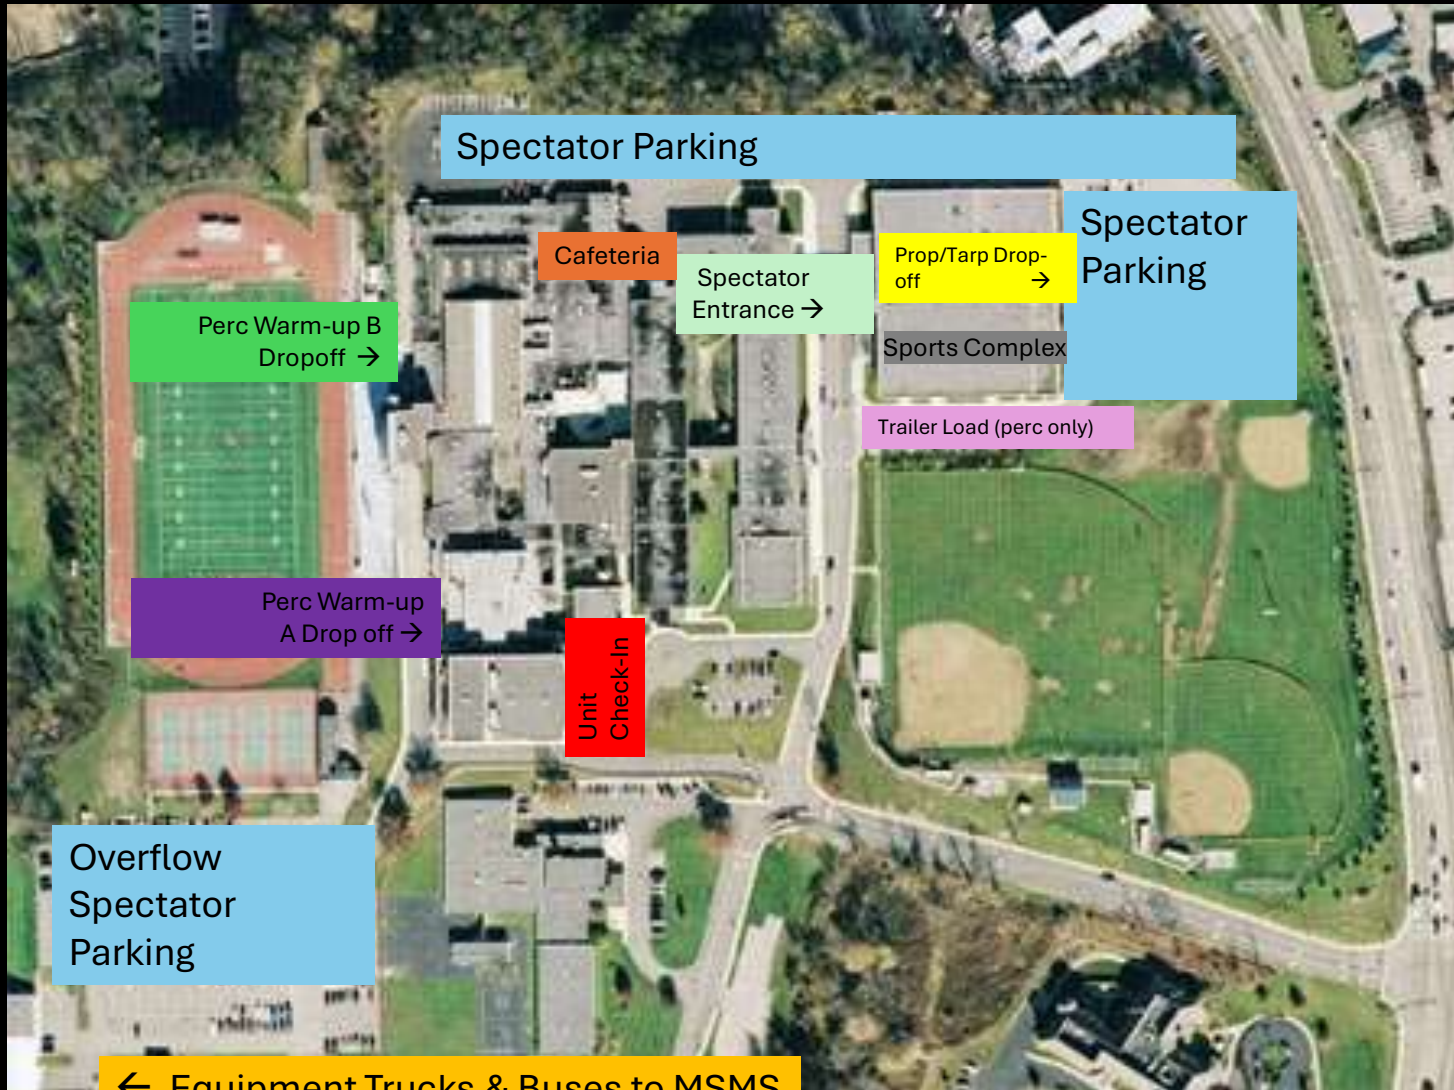 Spectator Parking
Spectator
Parking
Cafeteria
Spectator
Entrance →
Prop/Tarp Drop-
off →
Perc Warm-up B
Dropoff →
Sports Complex
Trailer Load (perc only)
Perc Warm-up
A Drop off →
Unit
Check-In
Overflow
Spectator
Parking
← Equipment Trucks & Buses to MSMS